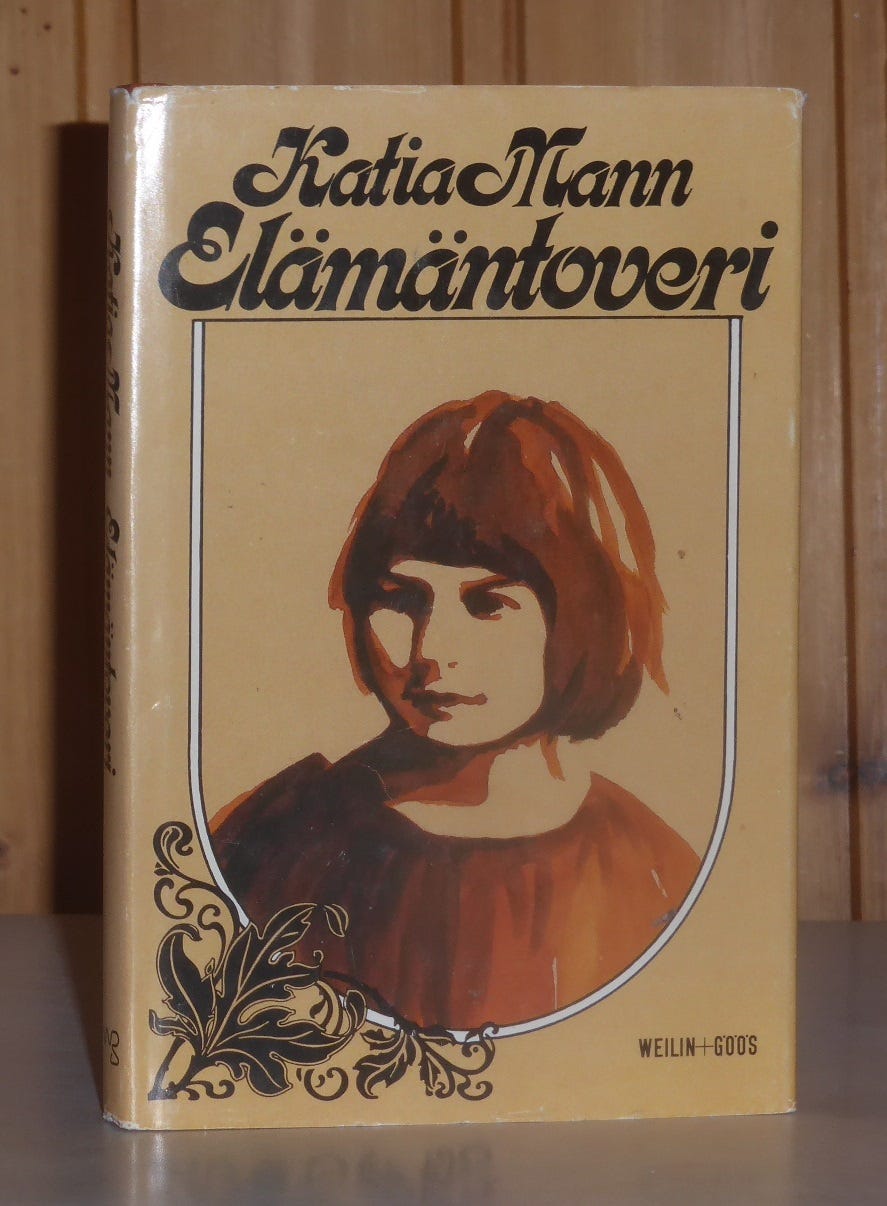 Katia Mann
Elämäntoveri
WEILIN+GÖÖS
Katia Mann Elämäntoveri